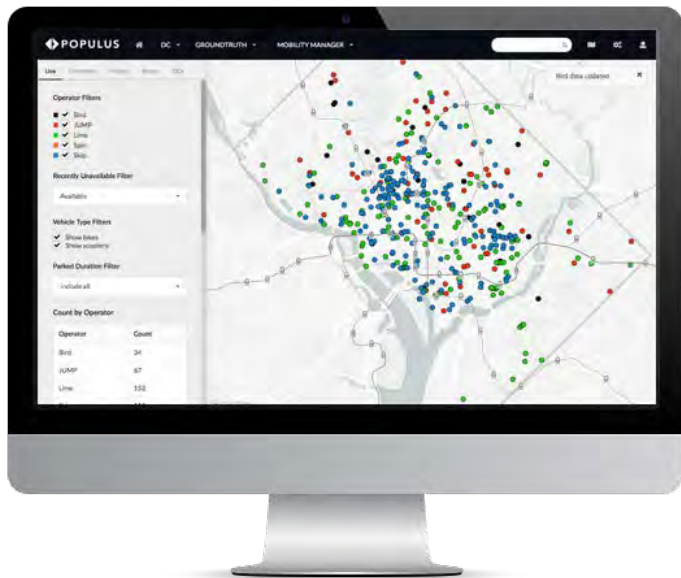 POPULUS
DC
GROUNDTRUTH
MOBILITY MANAGER
Live
Bird data updated
×
Operator Filters
Bird
JUMP
Lime
Spin
Skip
Recently Unavailable Filter
Available
Vehicle Type Filters
Show bikes
Show scooters
Parked Duration Filter
Include all
Count by Operator
Operator Count
Bird 34
JUMP 67
Lime 152